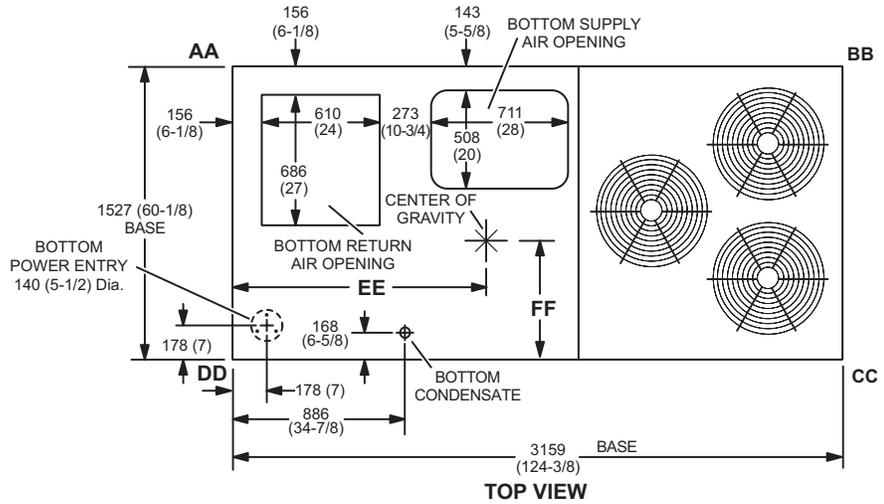 156
(6-1/8)
143
(5-5/8)
BOTTOM SUPPLY
AIR OPENING
AA
BB
156
(6-1/8)
610
(24)
273
(10-3/4)
711
(28)
508
(20)
686
(27)
CENTER OF
GRAVITY
1527 (60-1/8)
BASE
BOTTOM RETURN
AIR OPENING
BOTTOM
POWER ENTRY
140 (5-1/2) Dia.
EE
FF
168
(6-5/8)
178 (7)
DD
CC
178 (7)
BOTTOM
CONDENSATE
886
(34-7/8)
3159
(124-3/8)
BASE
TOP VIEW